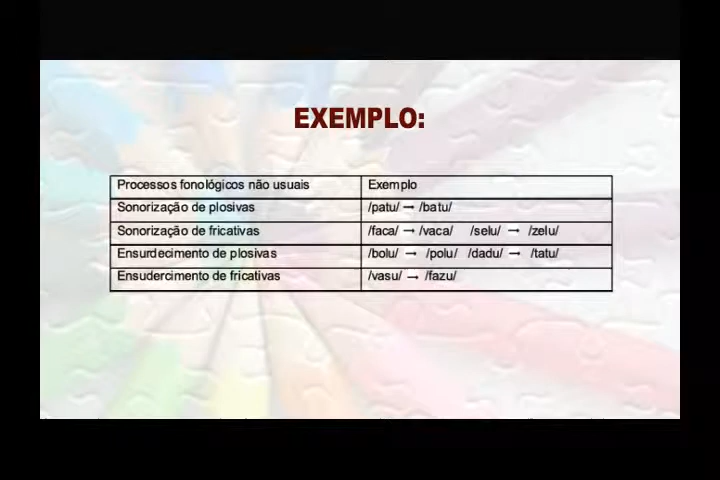 EXEMPLO:
Processos fonológicos não usuais Exemplo
Sonorização de plosivas /patu/ → /batu/
Sonorização de fricativas /faca/ → /vaca/ /selu/ → /zelu/
Ensurdecimento de plosivas /bolu/ → /polu/ /dadu/ → /tatu/
Ensudercimento de fricativas /vasu/ → /fazu/